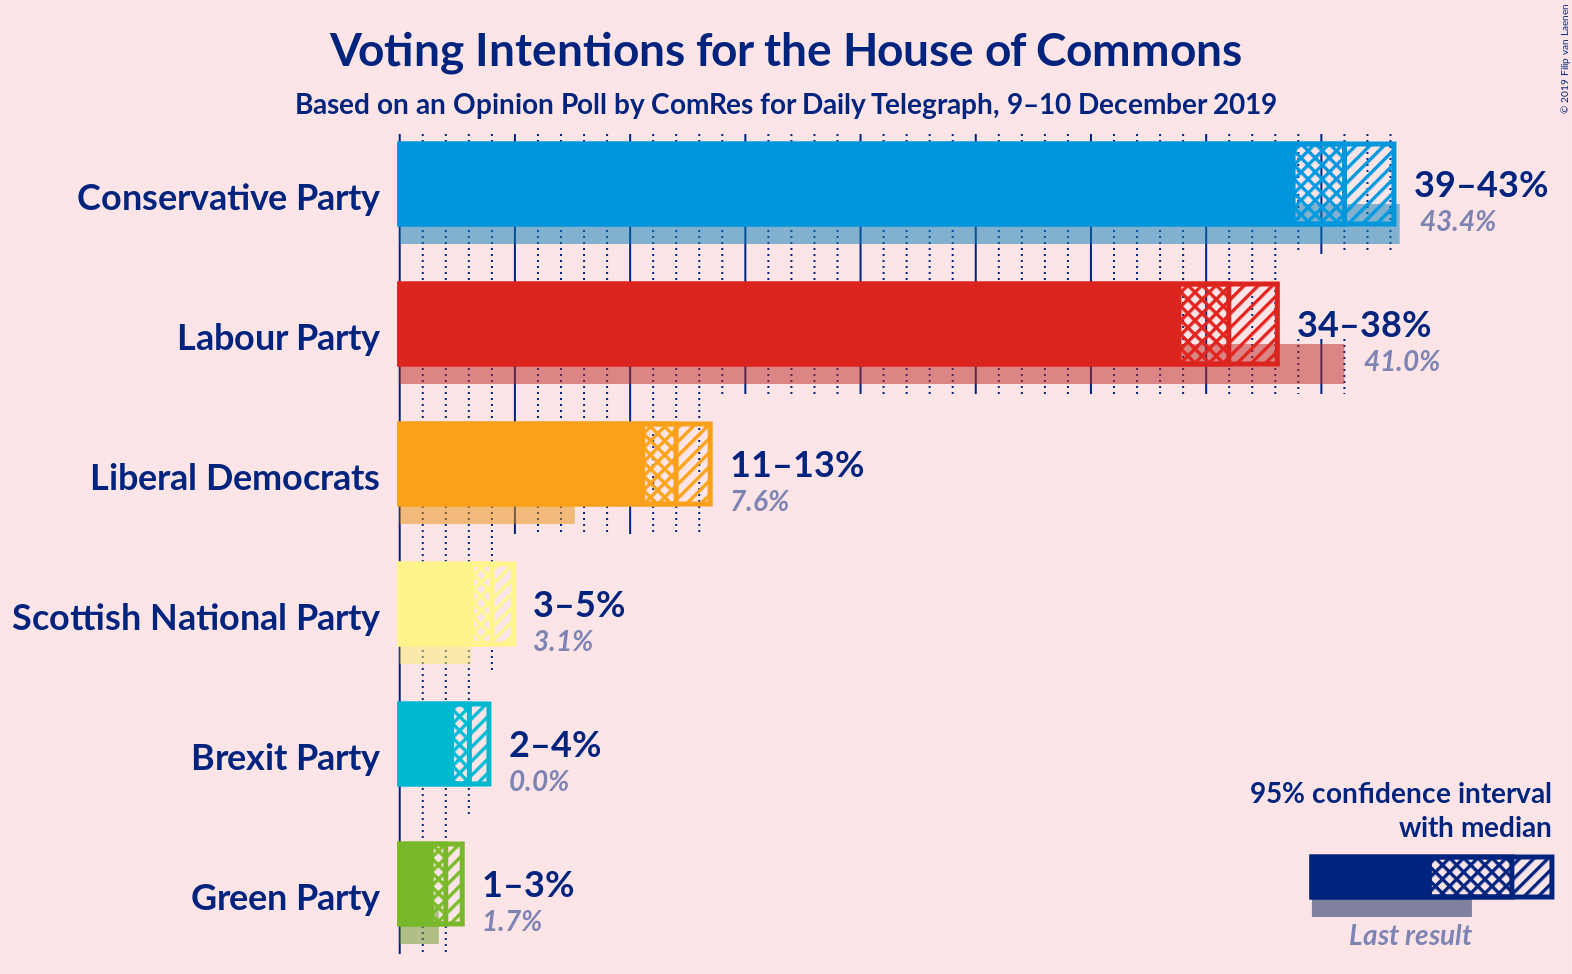 Voting Intentions for the House of Commons
Based on an Opinion Poll by ComRes for Daily Telegraph, 9–10 December 2019
© 2019 Filip van Laenen
Conservative Party
39–43%
43.4%
Labour Party
34–38%
41.0%
Liberal Democrats
11–13%
7.6%
Scottish National Party
3–5%
3.1%
Brexit Party
2–4%
0.0%
Green Party
1–3%
1.7%
95% confidence interval
with median
Last result